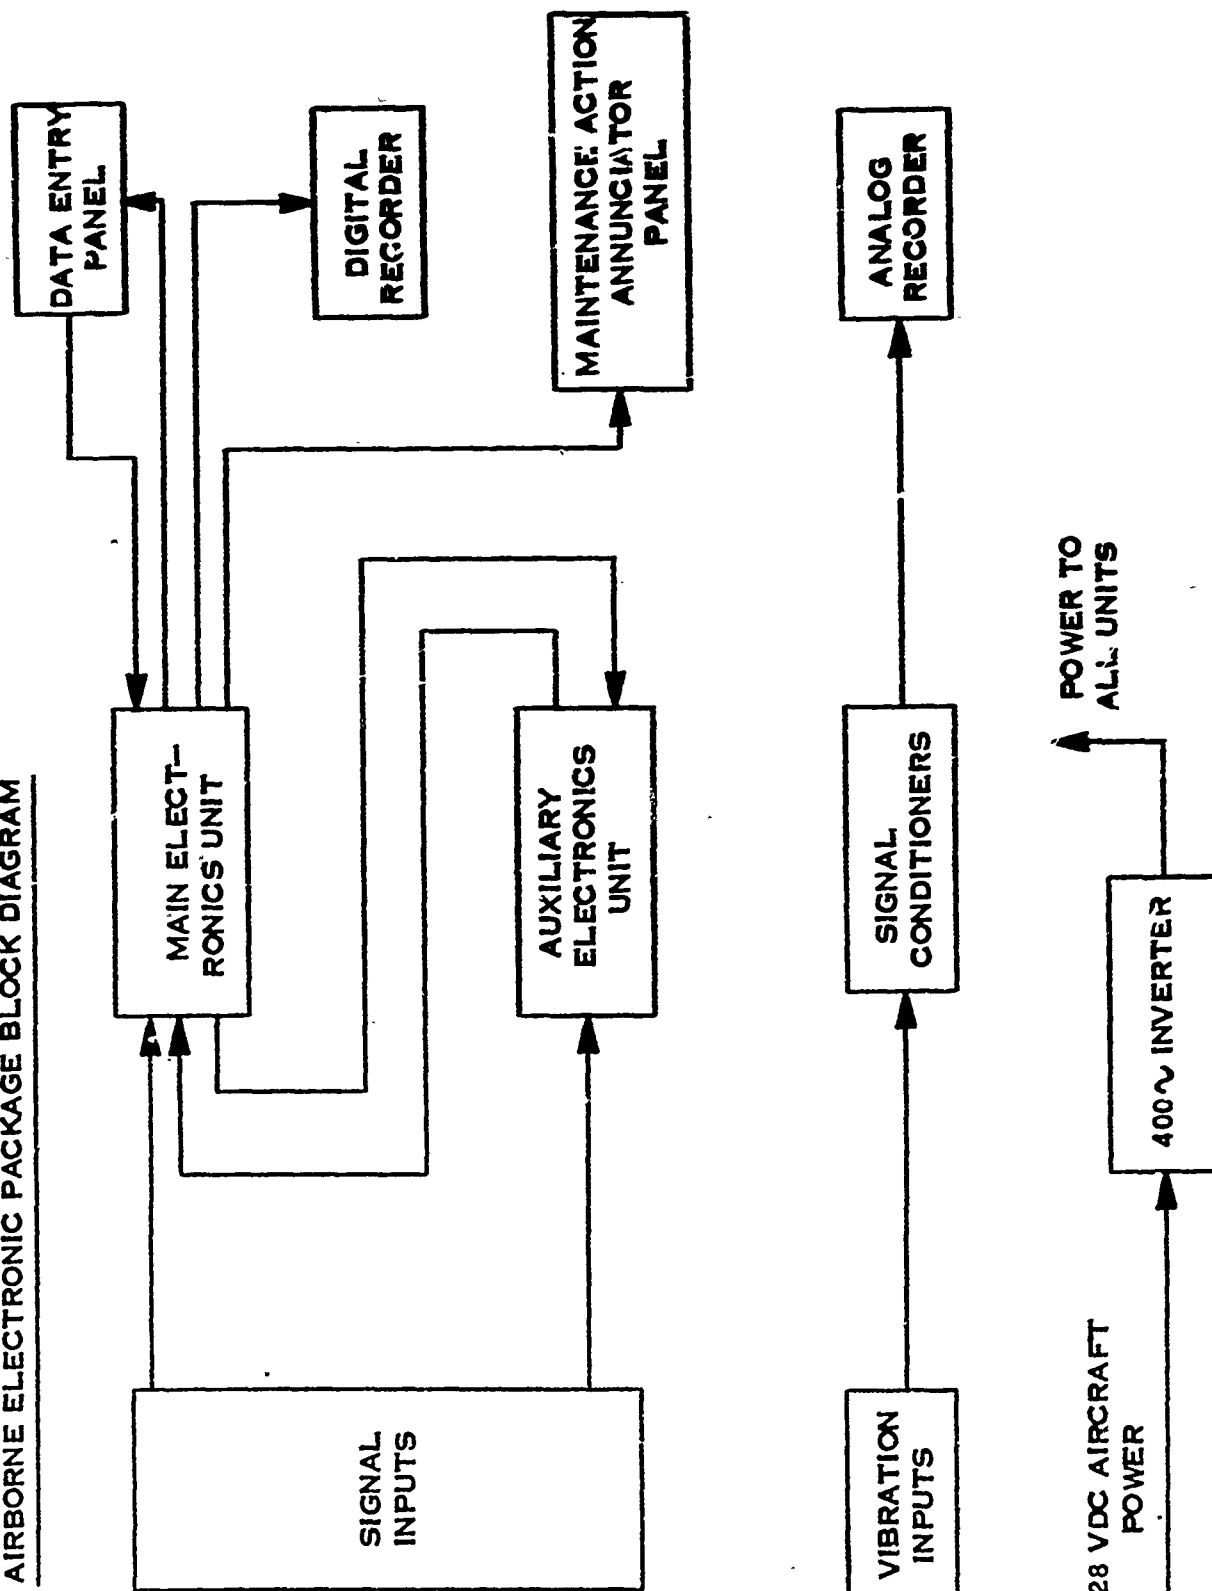 AIRBORNE ELECTRONIC PACKAGE BLOCK DIAGRAM
SIGNAL
INPUTS
MAIN ELECT-
RONICS UNIT
DATA ENTRY
PANEL
DIGITAL
RECORDER
AUXILIARY
ELECTRONICS
UNIT
MAINTENANCE ACTION
ANNUNCIATOR
PANEL
VIBRATION
INPUTS
SIGNAL
CONDITIONERS
ANALOG
RECORDER
28 VDC AIRCRAFT
POWER
400~ INVERTER
POWER TO
ALL UNITS